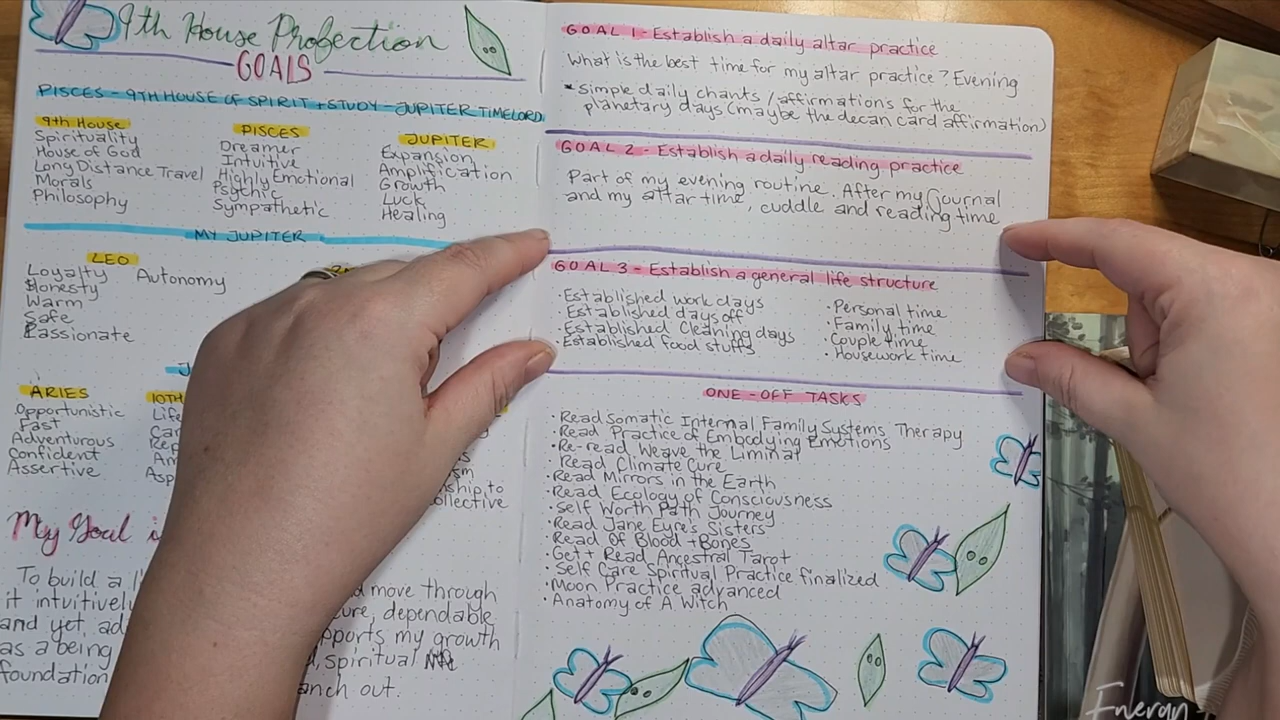 9th House Profection
GOALS
PISCES - 9TH HOUSE OF SPIRIT + STUDY - JUPITER TIMELORD
9th House
Spirituality
House of God
Long Distance Travel
Morals
Philosophy
PISCES
Dreamer
Intuitive
Highly Emotional
Psychic
Sympathetic
JUPITER
Expansion
Amplification
Growth
Luck
Healing
MY JUPITER
LEO
Loyalty
Honesty
Warm
Safe
Passionate
Autonomy
ARIES
Opportunistic
Fast
Adventurous
Confident
Assertive
10TH
Life
My Goal
To build a
it intuitively
and yet,
as a being
foundation
move through
dependable
my growth
spiritual
out.
GOAL 1 - Establish a daily altar practice
What is the best time for my altar practice? Evening
*simple daily chants / affirmations for the
planetary days (maybe the decan card affirmation)
GOAL 2 - Establish a daily reading practice
Part of my evening routine. After my journal
and my altar time, cuddle and reading time
GOAL 3 - Establish a general life structure
·Established work days
·Established days off
·Established Cleaning days
·Established food stuffs
·Personal time
·Family time
·Couple time
·Housework time
ONE-OFF TASKS
·Read Somatic Internal Family Systems Therapy
·Read Practice of Embodying Emotions
·Re-read Weave the Liminal
Read Climate Cure
·Read Mirrors in the Earth
·Read Ecology of Consciousness
·Self Worth Path Journey
·Read Jane Eyre's Sisters
·Read Of Blood + Bones
·Get + Read Ancestral Tarot
·Self Care Spiritual Practice finalized
·Moon Practice advanced
·Anatomy of A Witch